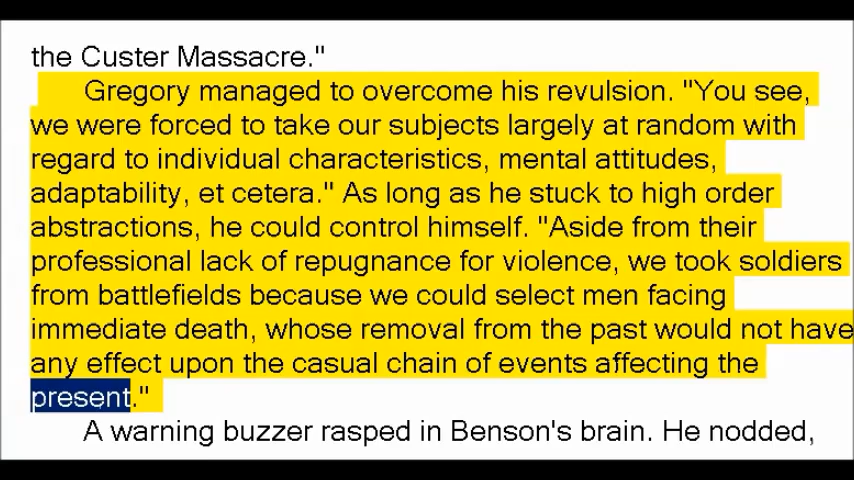 the Custer Massacre."
Gregory managed to overcome his revulsion. "You see,
we were forced to take our subjects largely at random with
regard to individual characteristics, mental attitudes,
adaptability, et cetera." As long as he stuck to high order
abstractions, he could control himself. "Aside from their
professional lack of repugnance for violence, we took soldiers
from battlefields because we could select men facing
immediate death, whose removal from the past would not have
any effect upon the casual chain of events affecting the
present."
A warning buzzer rasped in Benson's brain. He nodded,